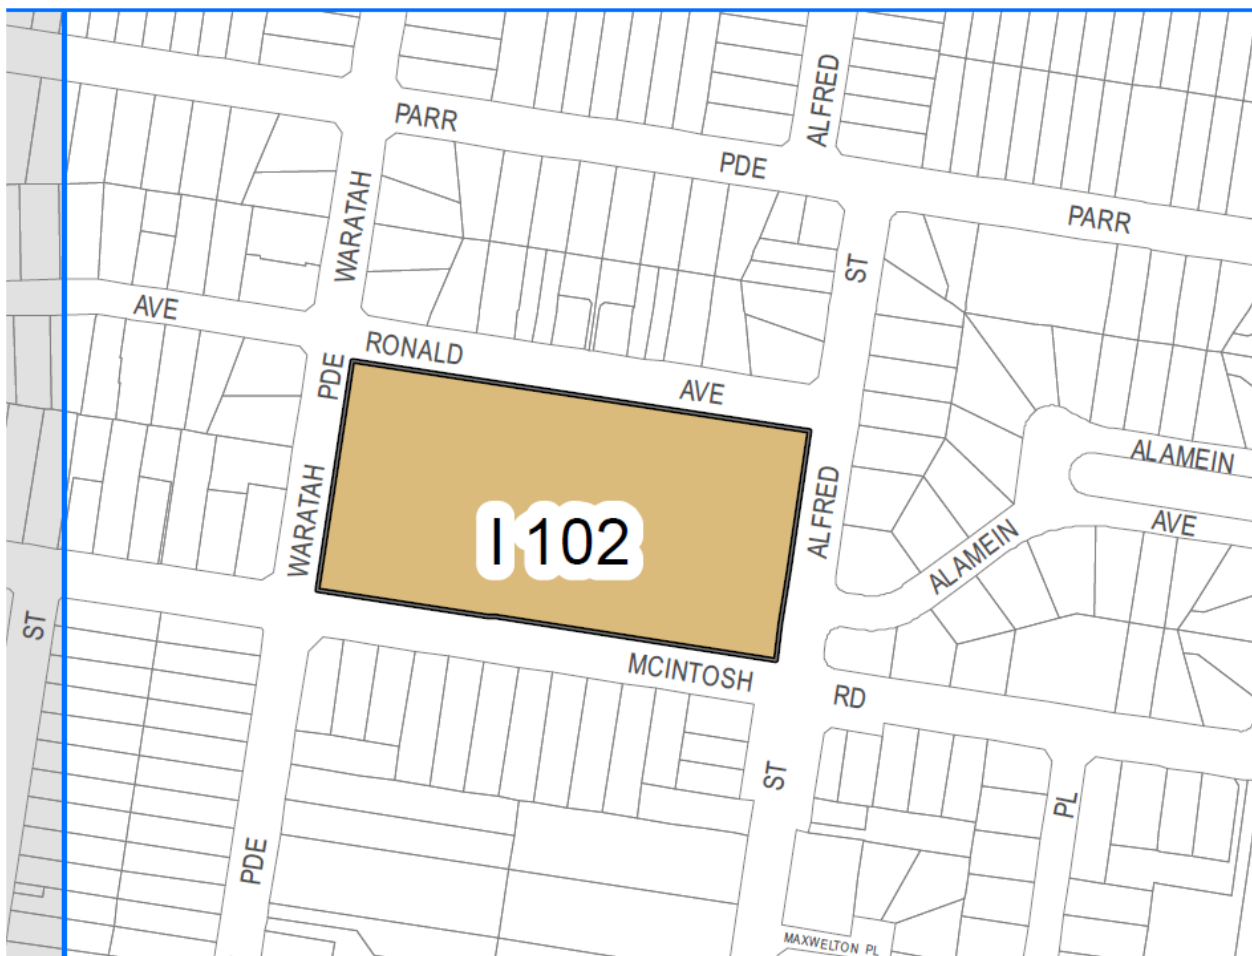 ALFRED
PARR
PDE
PARR
WARATAH
ST
AVE
RONALD
PDE
AVE
ALAMEIN
WARATAH
I 102
ALFRED
AVE
ALAMEIN
ST
MCINTOSH
RD
ST
PL
PDE
MAXWELTON PL